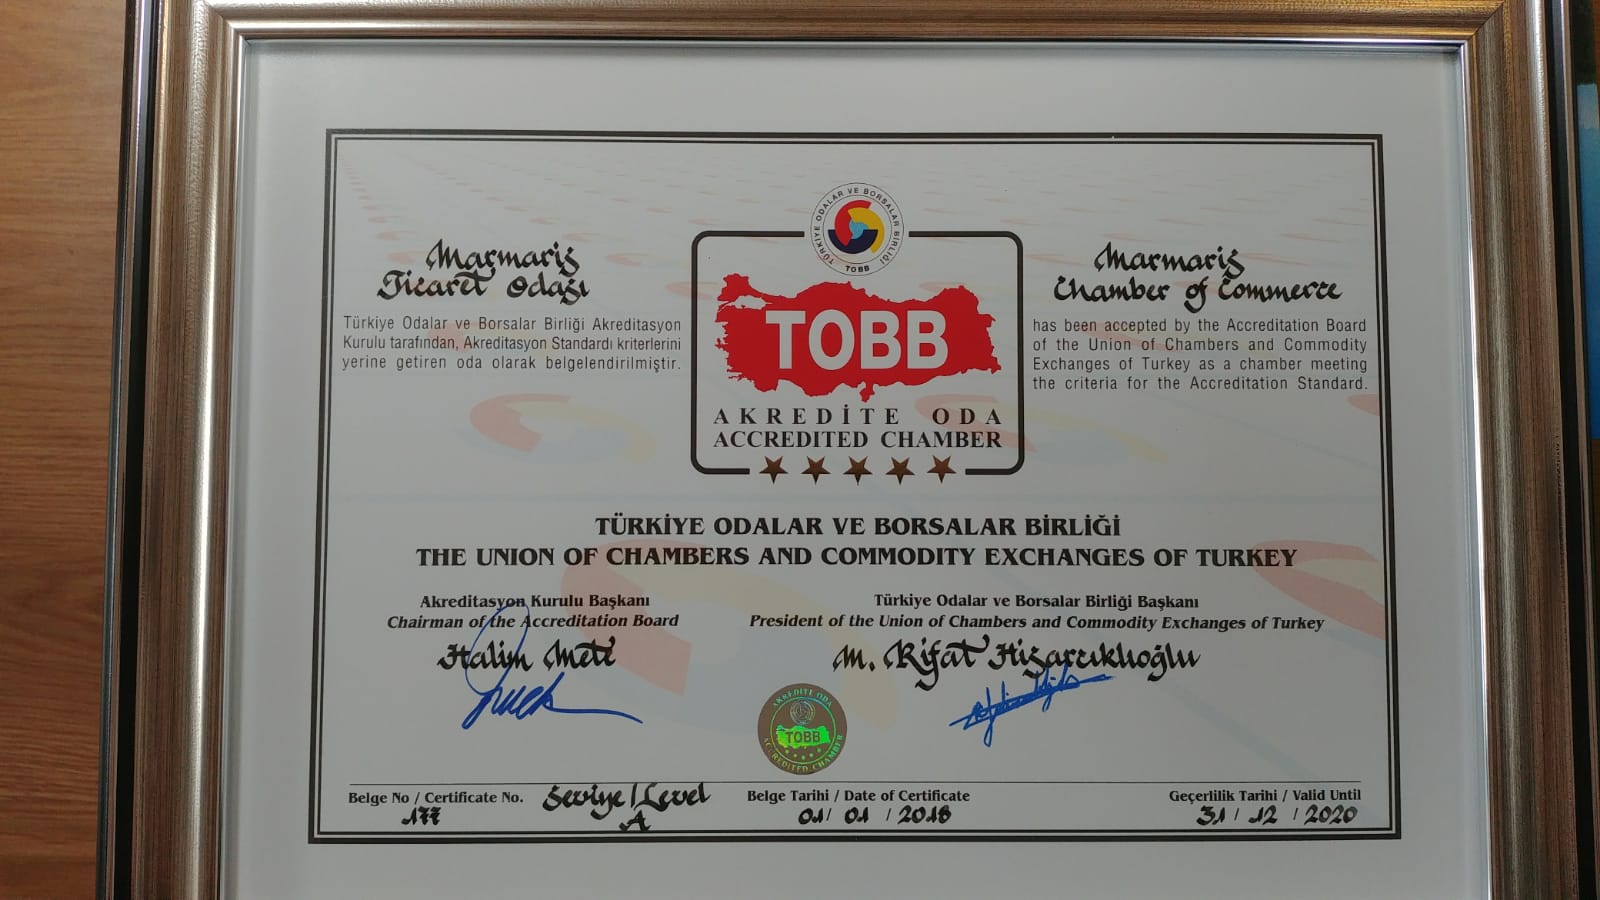 TÜRKİYE ODALAR VE BORSALAR BİRLİĞİ
TOBB
Marmaris
Ticaret Odası
Türkiye Odalar ve Borsalar Birliği Akreditasyon
Kurulu tarafından, Akreditasyon Standardı kriterlerini
yerine getiren oda olarak belgelendirilmiştir.
TOBB
AKREDİTE ODA
ACCREDITED CHAMBER
Marmaris
Chamber of Commerce
has been accepted by the Accreditation Board
of the Union of Chambers and Commodity
Exchanges of Turkey as a chamber meeting
the criteria for the Accreditation Standard.
TÜRKİYE ODALAR VE BORSALAR BİRLİĞİ
THE UNION OF CHAMBERS AND COMMODITY EXCHANGES OF TURKEY
Akreditasyon Kurulu Başkanı
Chairman of the Accreditation Board
Halim Mete
Türkiye Odalar ve Borsalar Birliği Başkanı
President of the Union of Chambers and Commodity Exchanges of Turkey
M. Rifat Hisarcıklıoğlu
AKREDİTE ODA
TOBB
ACCREDITED CHAMBER
Belge No / Certificate No.
177
Seviye / Level
A
Belge Tarihi / Date of Certificate
01 / 01 / 2018
Geçerlilik Tarihi / Valid Until
31 / 12 / 2020